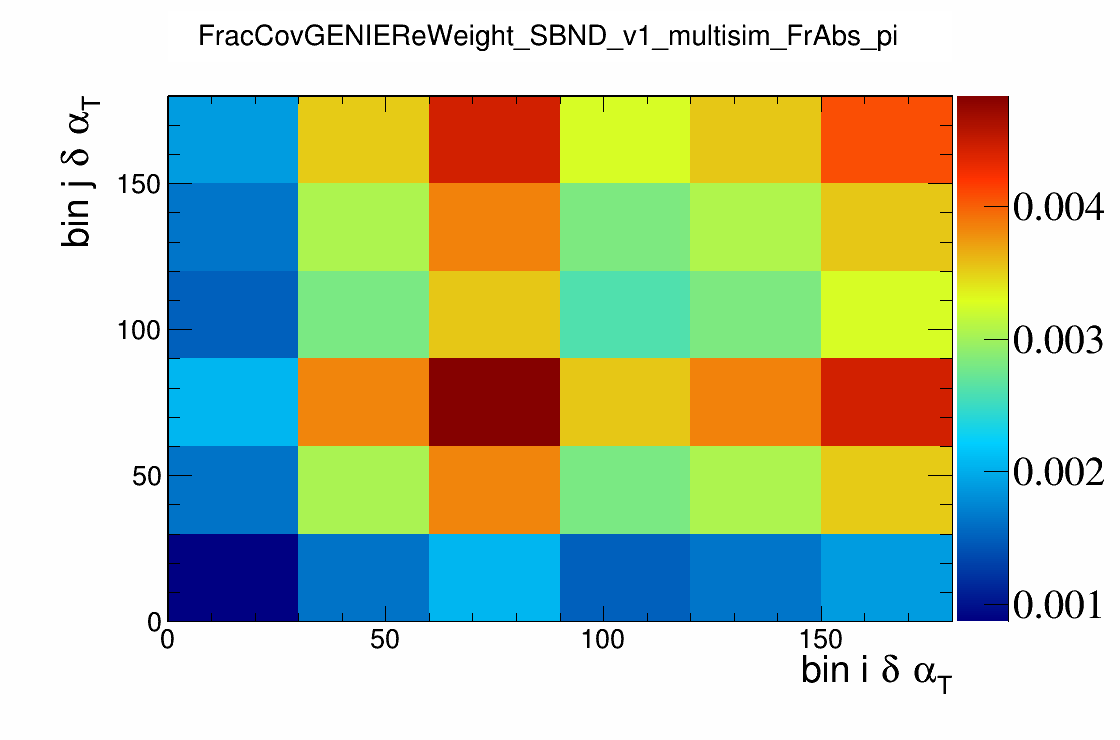 FracCovGENIEReWeight_SBND_v1_multisim_FrAbs_pi
bin j δ α_T
150
100
50
0
0 50 100 150
bin i δ α_T
0.004
0.003
0.002
0.001